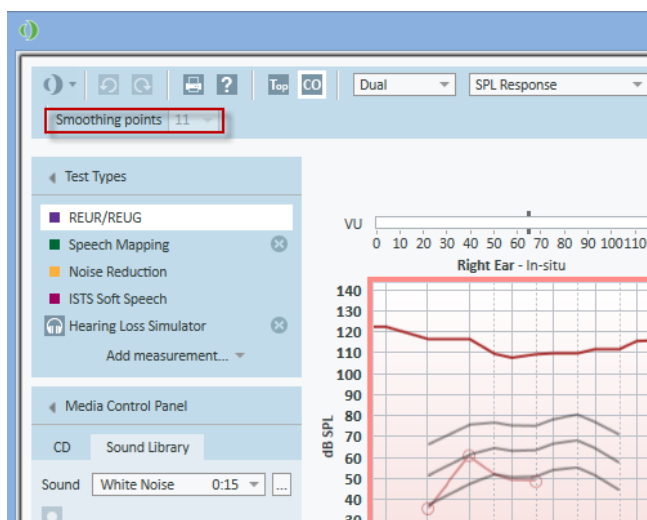 ? Top CO Dual SPL Response
Smoothing points 11
Test Types
REUR/REUG
Speech Mapping
Noise Reduction
ISTS Soft Speech
Hearing Loss Simulator
Add measurement...
Media Control Panel
CD Sound Library
Sound White Noise 0:15 ...
VU
0 10 20 30 40 50 60 70 80 90 100 110
Right Ear - In-situ
dB SPL
140
130
120
110
100
90
80
70
60
50
40
30